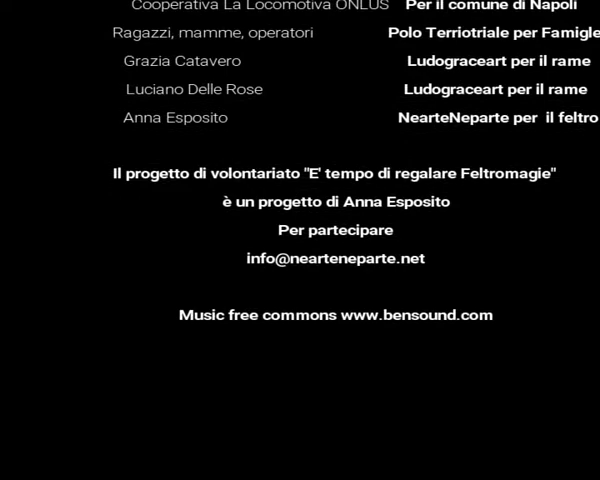 Cooperativa La Locomotiva ONLUS Per il comune di Napoli
Ragazzi, mamme, operatori Polo Terriotriale per Famigle
Grazia Catavero Ludograceart per il rame
Luciano Delle Rose Ludograceart per il rame
Anna Esposito NearteNeparte per il feltro
Il progetto di volontariato "E' tempo di regalare Feltromagie"
è un progetto di Anna Esposito
Per partecipare
info@nearteneparte.net
Music free commons www.bensound.com